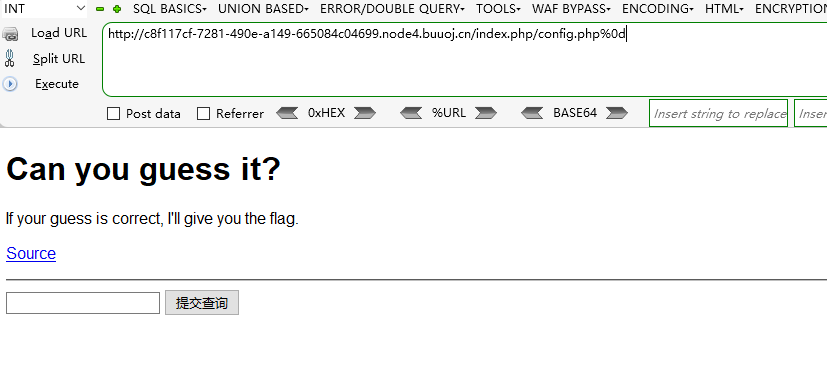 INT SQL BASICS UNION BASED ERROR/DOUBLE QUERY TOOLS WAF BYPASS ENCODING HTML ENCRYPTION
Load URL http://c8f117cf-7281-490e-a149-665084c04699.node4.buuoj.cn/index.php/config.php%0d
Split URL
Execute
Post data Referrer 0xHEX %URL BASE64 Insert string to replace Inser
Can you guess it?
If your guess is correct, I'll give you the flag.
Source
提交查询